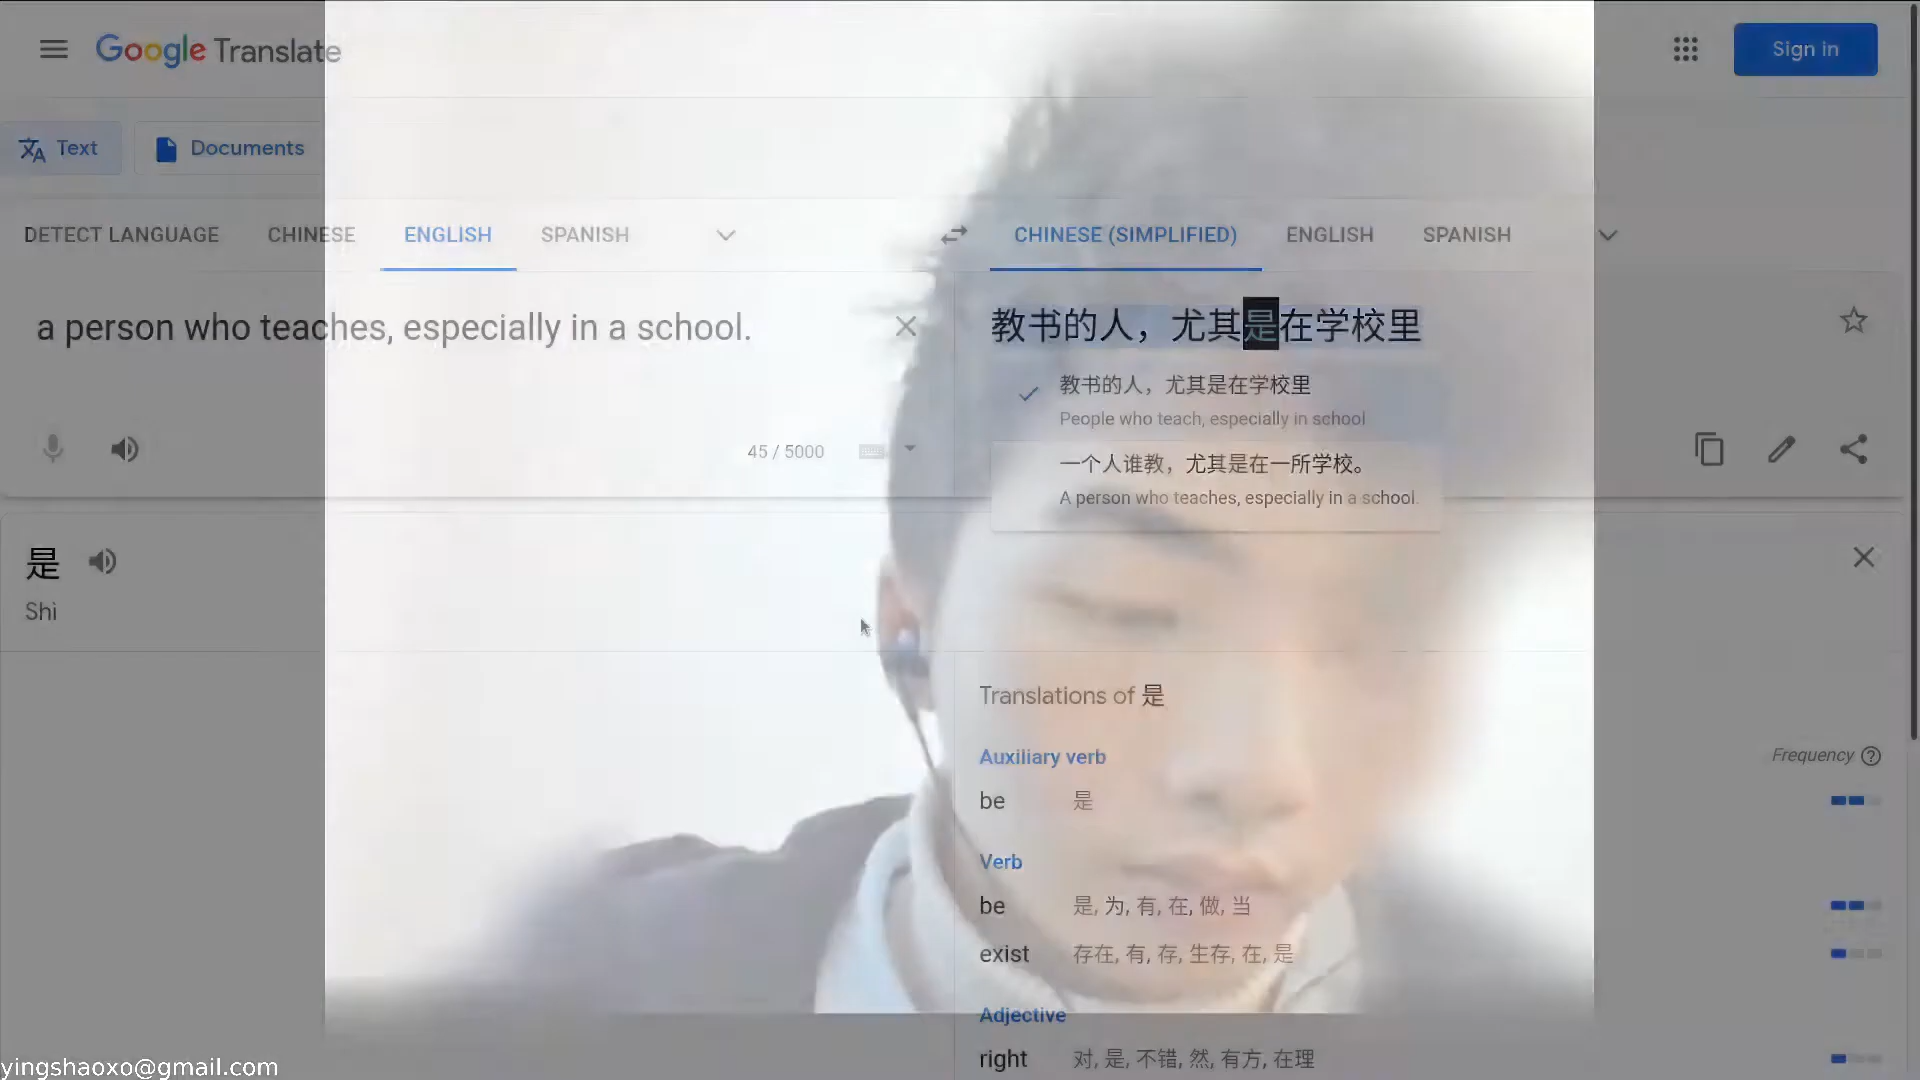 Google Translate
Sign in
Text
Documents
DETECT LANGUAGE CHINESE ENGLISH SPANISH
CHINESE (SIMPLIFIED) ENGLISH SPANISH
a person who teaches, especially in a school.
45 / 5000
教书的人，尤其是在学校里
教书的人，尤其是在学校里
People who teach, especially in school
一个人谁教，尤其是在一所学校。
A person who teaches, especially in a school.
是
Shì
Translations of 是
Auxiliary verb
Frequency
be 是
Verb
be 是, 为, 有, 在, 做, 当
exist 存在, 有, 存, 生存, 在, 是
Adjective
right 对, 是, 不错, 然, 有方, 在理
yingshaoxo@gmail.com